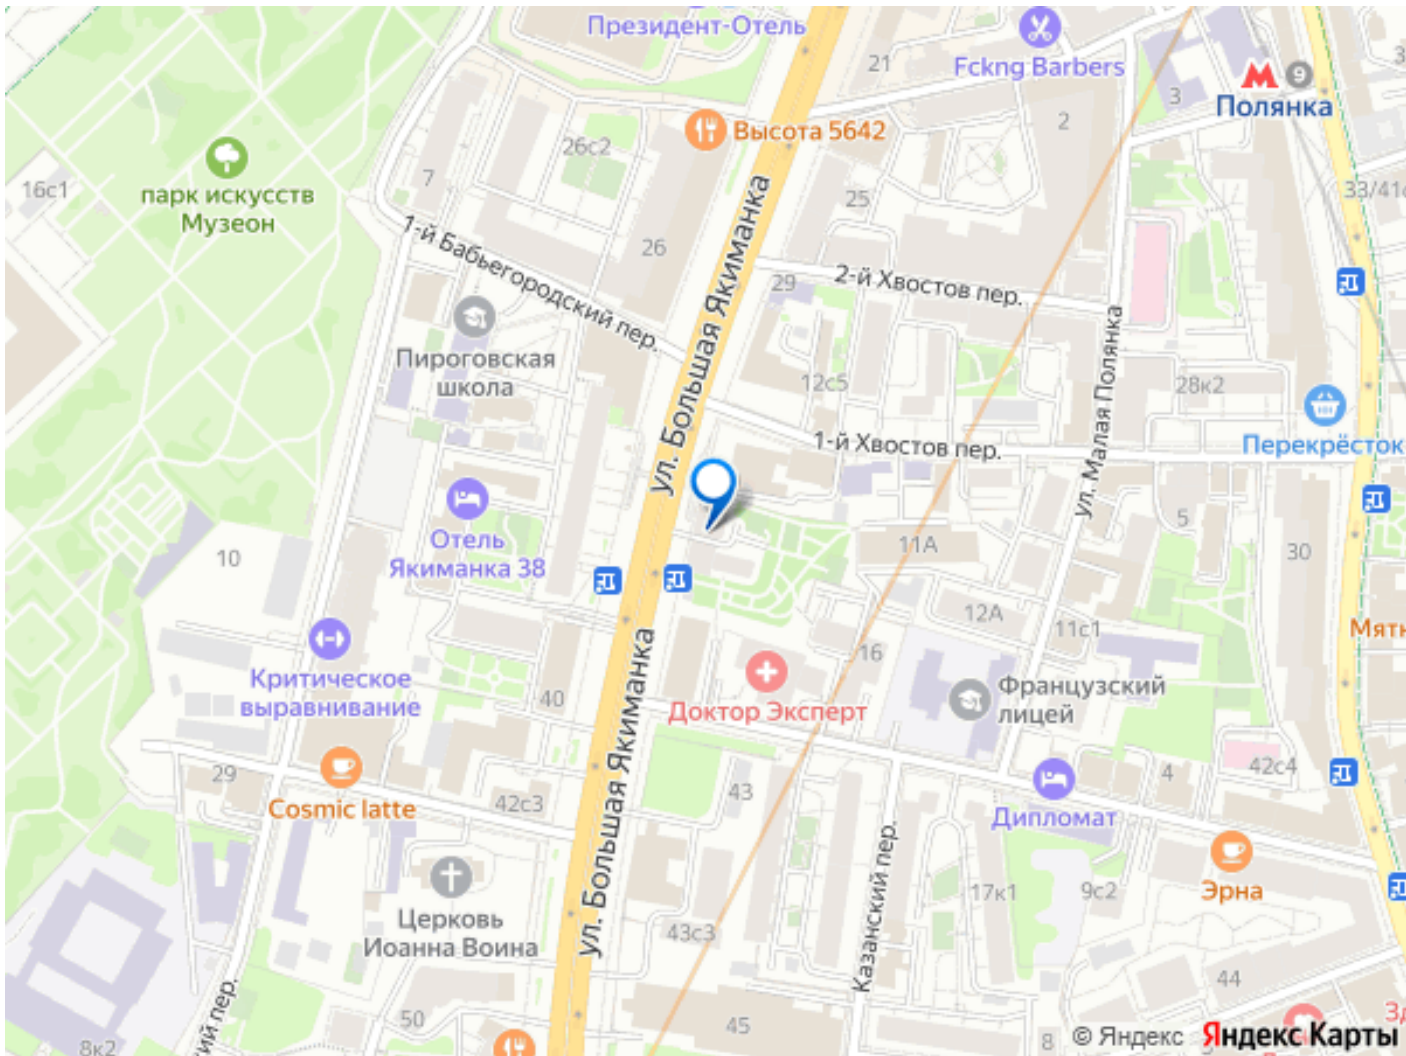 Президент-Отель
21
Fckng Barbers
3
9
Полянка
2
Высота 5642
26с2
7
16с1
парк искусств
Музеон
25
33/41с
26
1-й Бабьегородский пер.
ул. Большая Якиманка
29
2-й Хвостов пер.
Пироговская
школа
12с5
ул. Малая Полянка
28к2
Перекрёсток
1-й Хвостов пер.
Отель
Якиманка 38
10
11А
5
30
12А
11с1
Мятн
16
Критическое
выравнивание
40
Доктор Эксперт
Французский
лицей
ул. Большая Якиманка
29
Cosmic latte
42с3
43
4
42с4
Дипломат
Эрна
Казанский пер.
17к1
9с2
Церковь
Иоанна Воина
43с3
44
50
45
8
8к2
ий пер.
© Яндекс Яндекс Карты